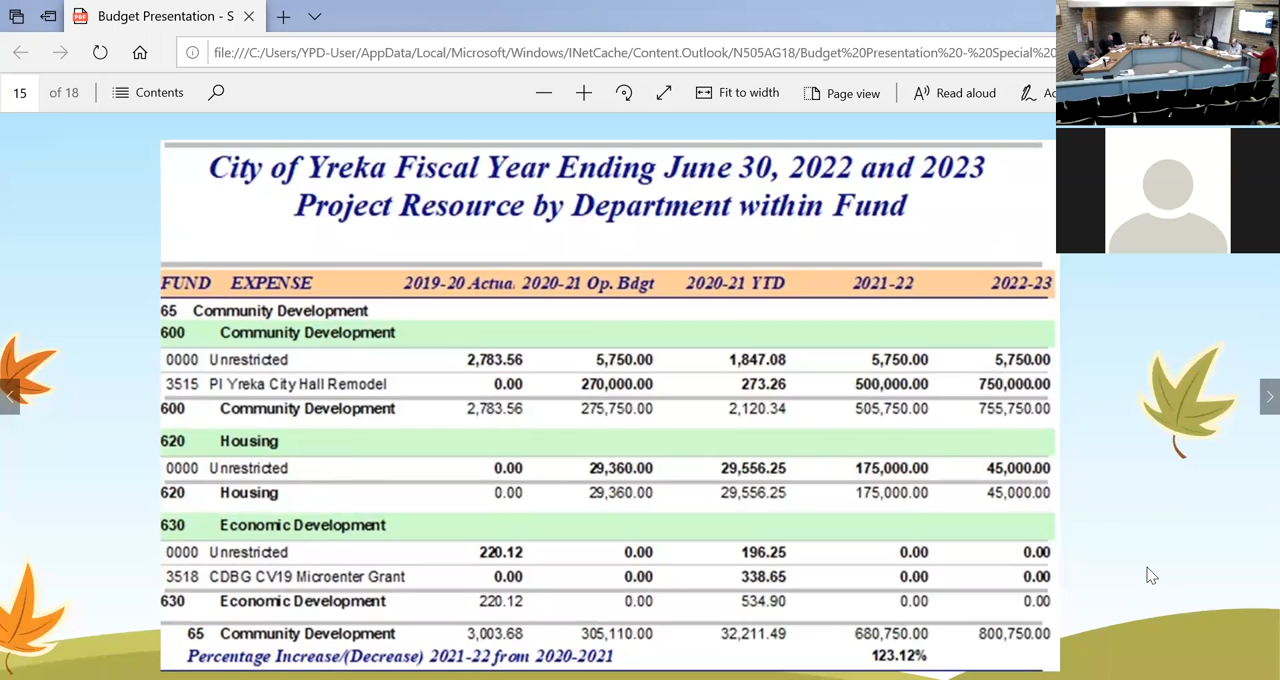 Budget Presentation - S
file:///C:/Users/YPD-User/AppData/Local/Microsoft/Windows/INetCache/Content.Outlook/N505AG18/Budget%20Presentation%20-%20Special%20
15 of 18 Contents Fit to width Page view Read aloud
City of Yreka Fiscal Year Ending June 30, 2022 and 2023
Project Resource by Department within Fund
FUND EXPENSE 2019-20 Actua. 2020-21 Op. Bdgt 2020-21 YTD 2021-22 2022-23
65 Community Development
600 Community Development
0000 Unrestricted 2,783.56 5,750.00 1,847.08 5,750.00 5,750.00
3515 PI Yreka City Hall Remodel 0.00 270,000.00 273.26 500,000.00 750,000.00
600 Community Development 2,783.56 275,750.00 2,120.34 505,750.00 755,750.00
620 Housing
0000 Unrestricted 0.00 29,360.00 29,556.25 175,000.00 45,000.00
620 Housing 0.00 29,360.00 29,556.25 175,000.00 45,000.00
630 Economic Development
0000 Unrestricted 220.12 0.00 196.25 0.00 0.00
3518 CDBG CV19 Microenter Grant 0.00 0.00 338.65 0.00 0.00
630 Economic Development 220.12 0.00 534.90 0.00 0.00
65 Community Development 3,003.68 305,110.00 32,211.49 680,750.00 800,750.00
Percentage Increase/(Decrease) 2021-22 from 2020-2021 123.12%